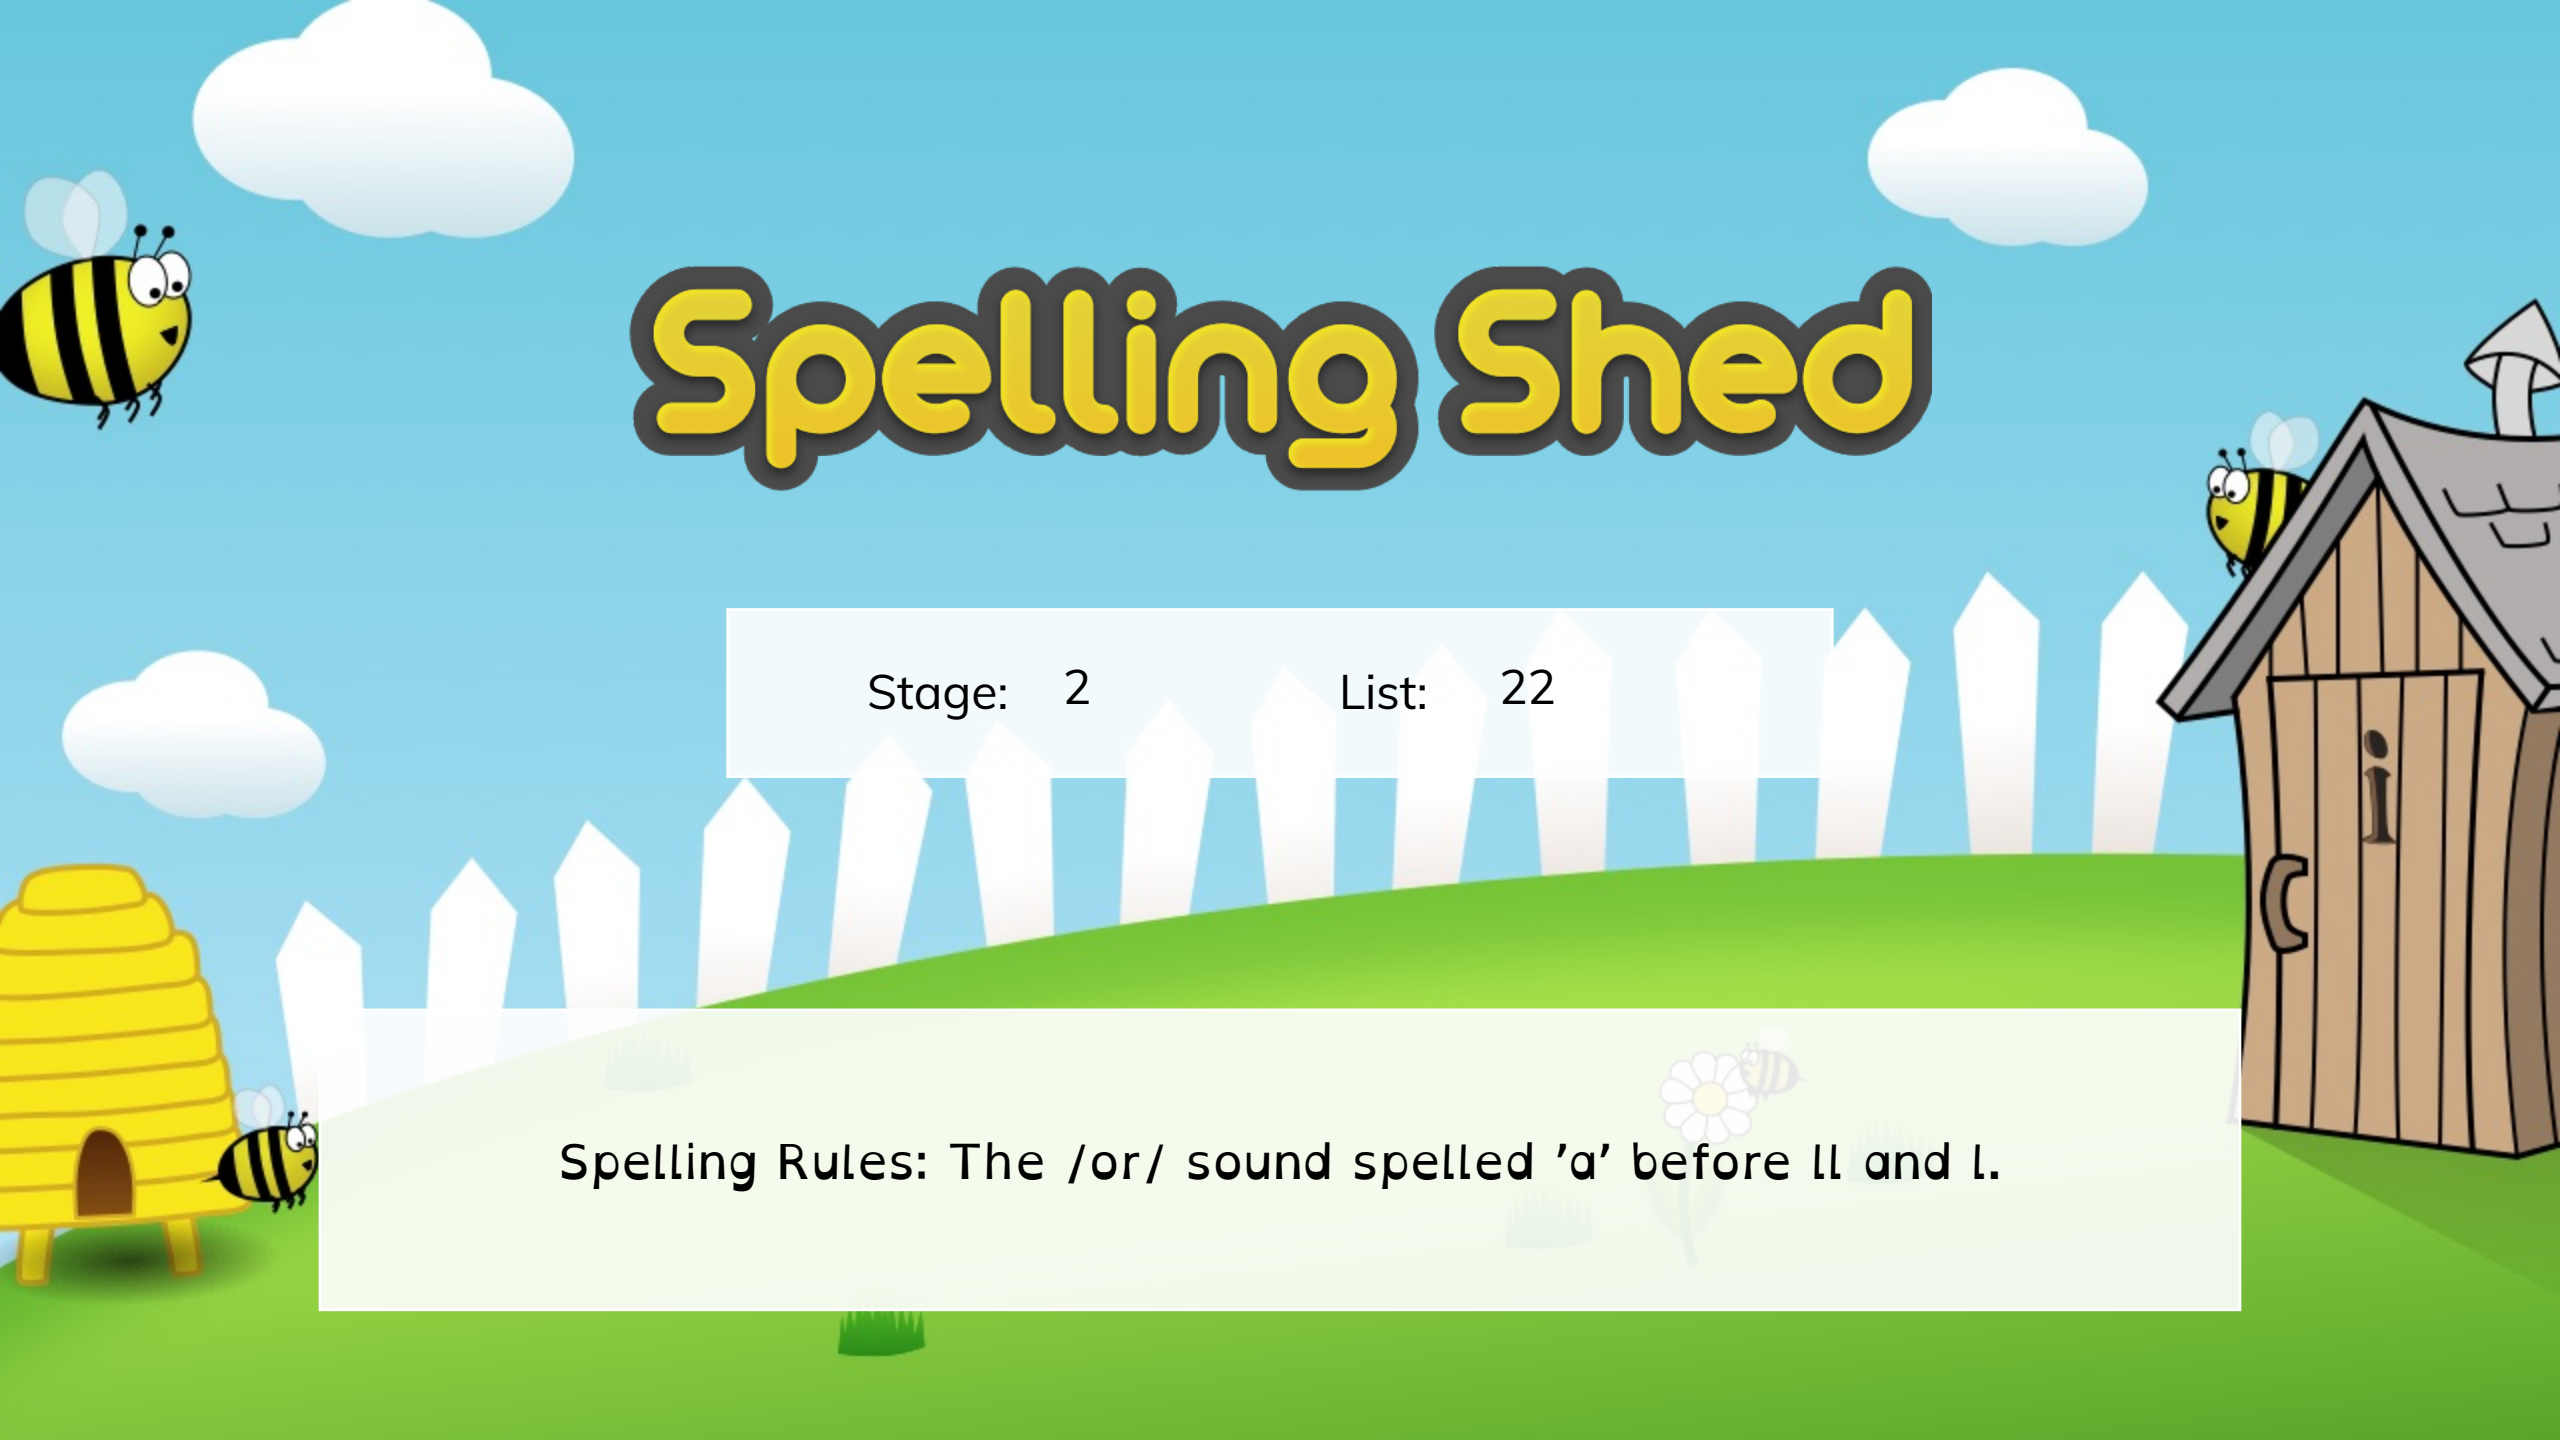 Spelling Shed
Stage: 2 List: 22
Spelling Rules: The /or/ sound spelled ’a’ before ll and l.
i